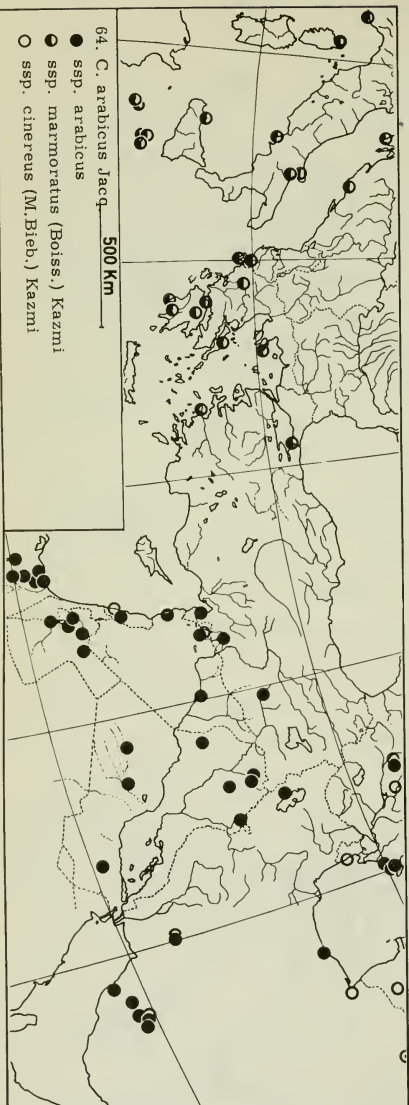 64. C. arabicus Jacq.
500 Km
ssp. arabicus
ssp. marmoratus (Boiss.) Kazmi
ssp. cinereus (M.Bieb.) Kazmi